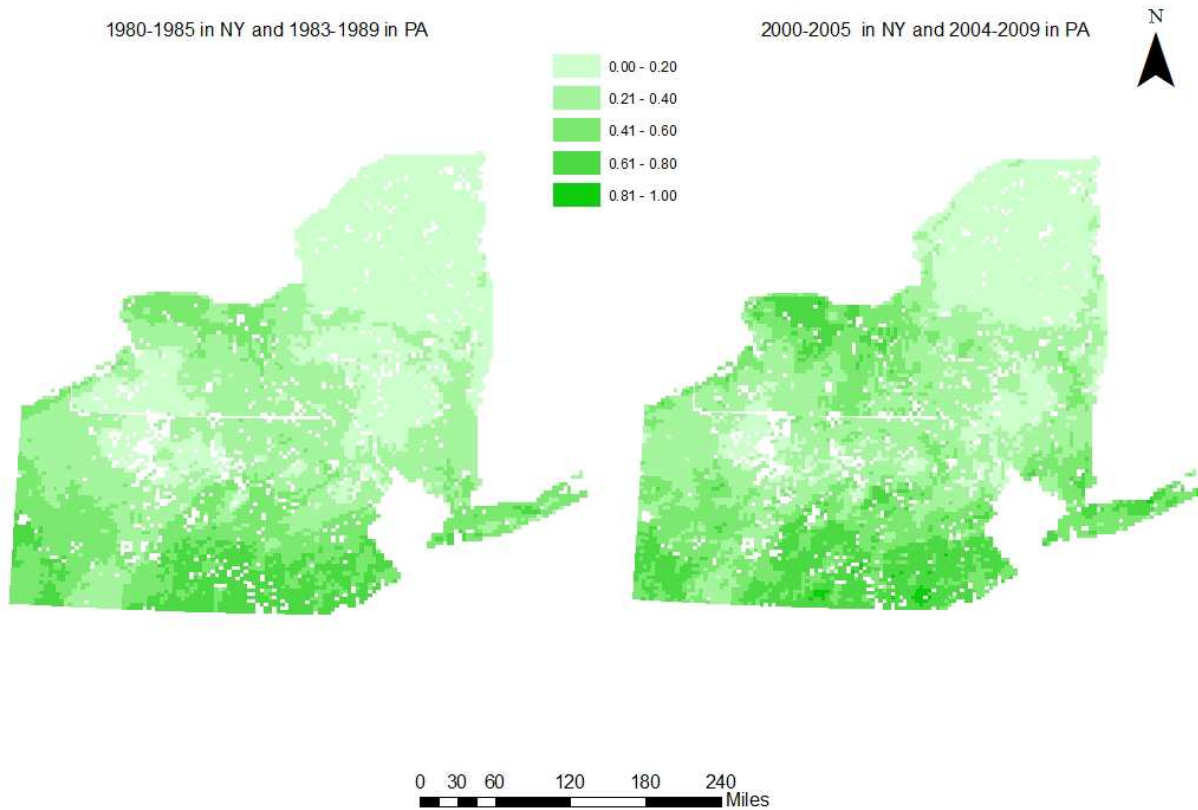 1980-1985 in NY and 1983-1989 in PA
2000-2005 in NY and 2004-2009 in PA
N
0.00 - 0.20
0.21 - 0.40
0.41 - 0.60
0.61 - 0.80
0.81 - 1.00
0 30 60 120 180 240
Miles